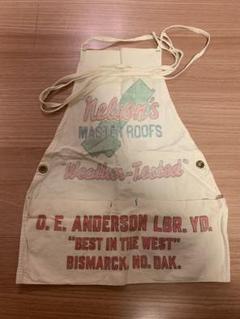 Nelson's
MASTER ROOFS
"Weather-Tested"
O. E. ANDERSON LBR. YD.
"BEST IN THE WEST"
BISMARCK, NO. DAK.